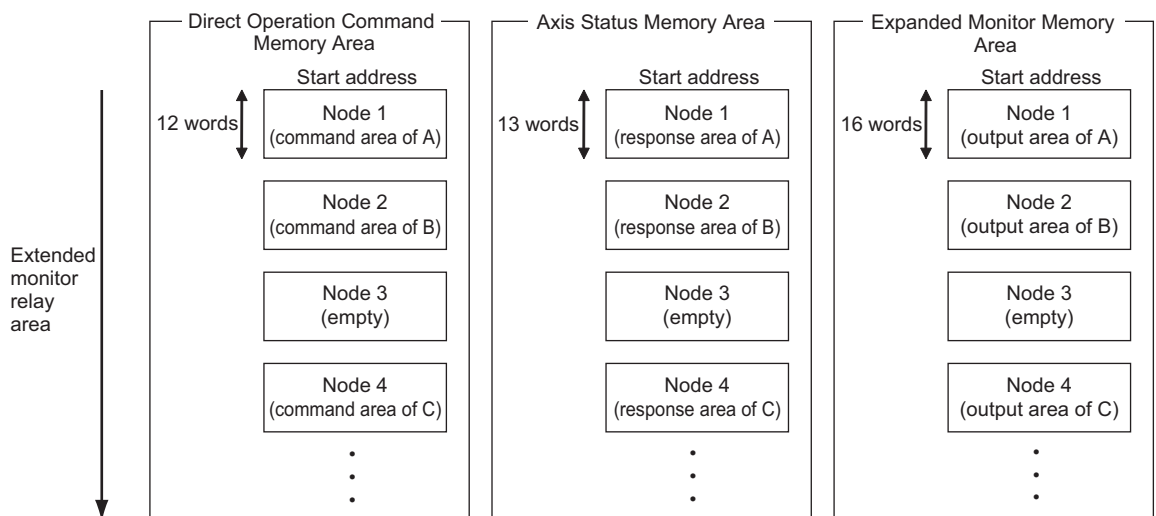 Direct Operation Command
Memory Area
Start address
12 words
Node 1
(command area of A)
Node 2
(command area of B)
Node 3
(empty)
Node 4
(command area of C)
Axis Status Memory Area
Start address
13 words
Node 1
(response area of A)
Node 2
(response area of B)
Node 3
(empty)
Node 4
(response area of C)
Expanded Monitor Memory
Area
Start address
16 words
Node 1
(output area of A)
Node 2
(output area of B)
Node 3
(empty)
Node 4
(output area of C)
Extended
monitor
relay
area